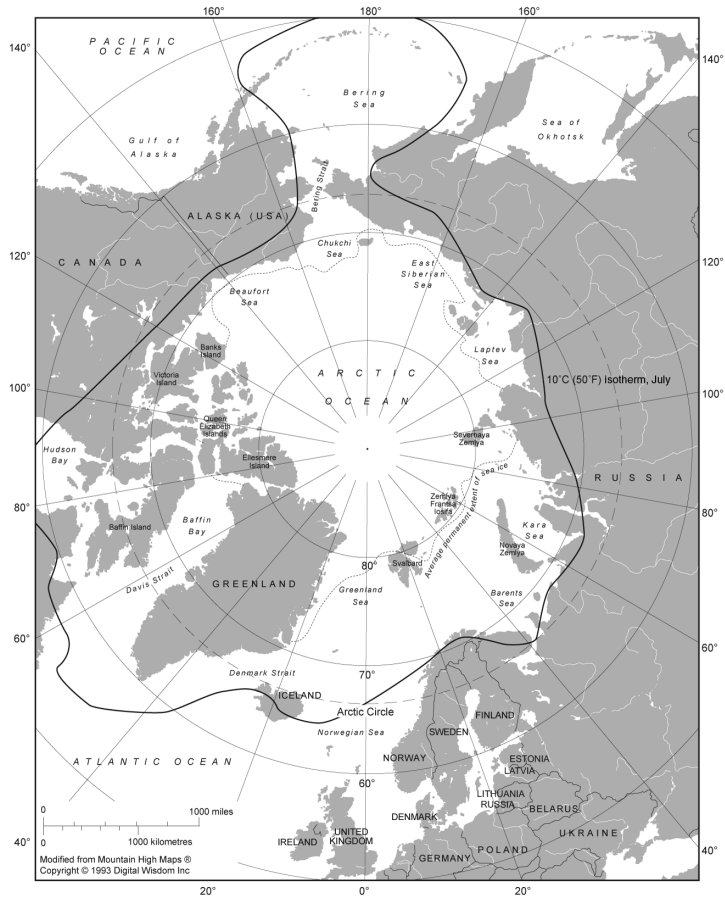 160°
180°
160°
140°
PACIFIC
OCEAN
140°
Bering
Sea
Sea of
Okhotsk
Gulf of
Alaska
Bering Strait
ALASKA (USA)
Chukchi
Sea
120°
CANADA
East
Siberian
Sea
120°
Beaufort
Sea
Banks
Island
Laptev
Sea
Victoria
Island
ARCTIC
OCEAN
10°C (50°F) isotherm, July
100°
100°
Queen
Elizabeth
Islands
Severnaya
Zemlya
Hudson
Bay
Ellesmere
Island
RUSSIA
80°
Zemlya
Frantsa
Iosifa
Average permanent extent of sea ice
80°
Baffin Island
Baffin
Bay
Kara
Sea
Novaya
Zemlya
Svalbard
80°
Davis Strait
GREENLAND
Greenland
Sea
Barents
Sea
60°
60°
Denmark Strait
70°
ICELAND
Arctic Circle
Norwegian Sea
FINLAND
SWEDEN
ATLANTIC OCEAN
NORWAY
ESTONIA
LATVIA
60°
LITHUANIA
RUSSIA
BELARUS
0
1000 miles
DENMARK
0
1000 kilometres
IRELAND
UNITED
KINGDOM
UKRAINE
POLAND
GERMANY
40°
40°
Modified from Mountain High Maps ®
Copyright © 1993 Digital Wisdom Inc
20°
0°
20°